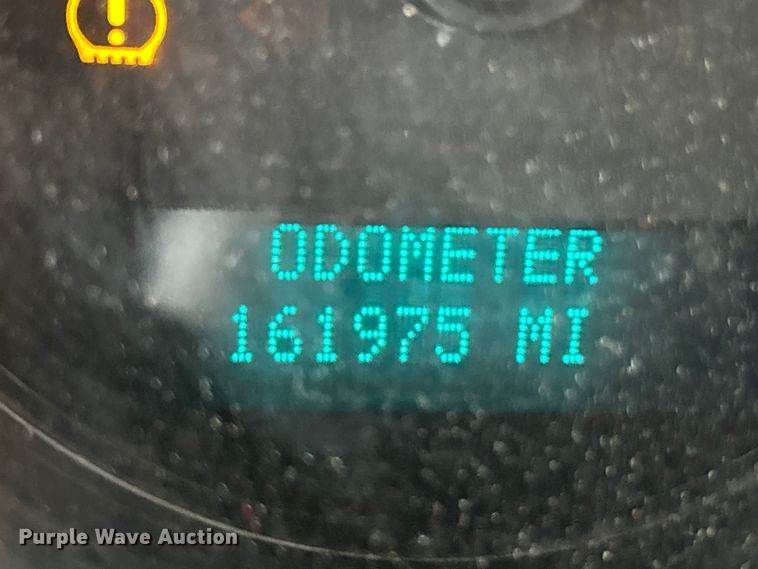 ODOMETER
161975 MI
Purple Wave Auction